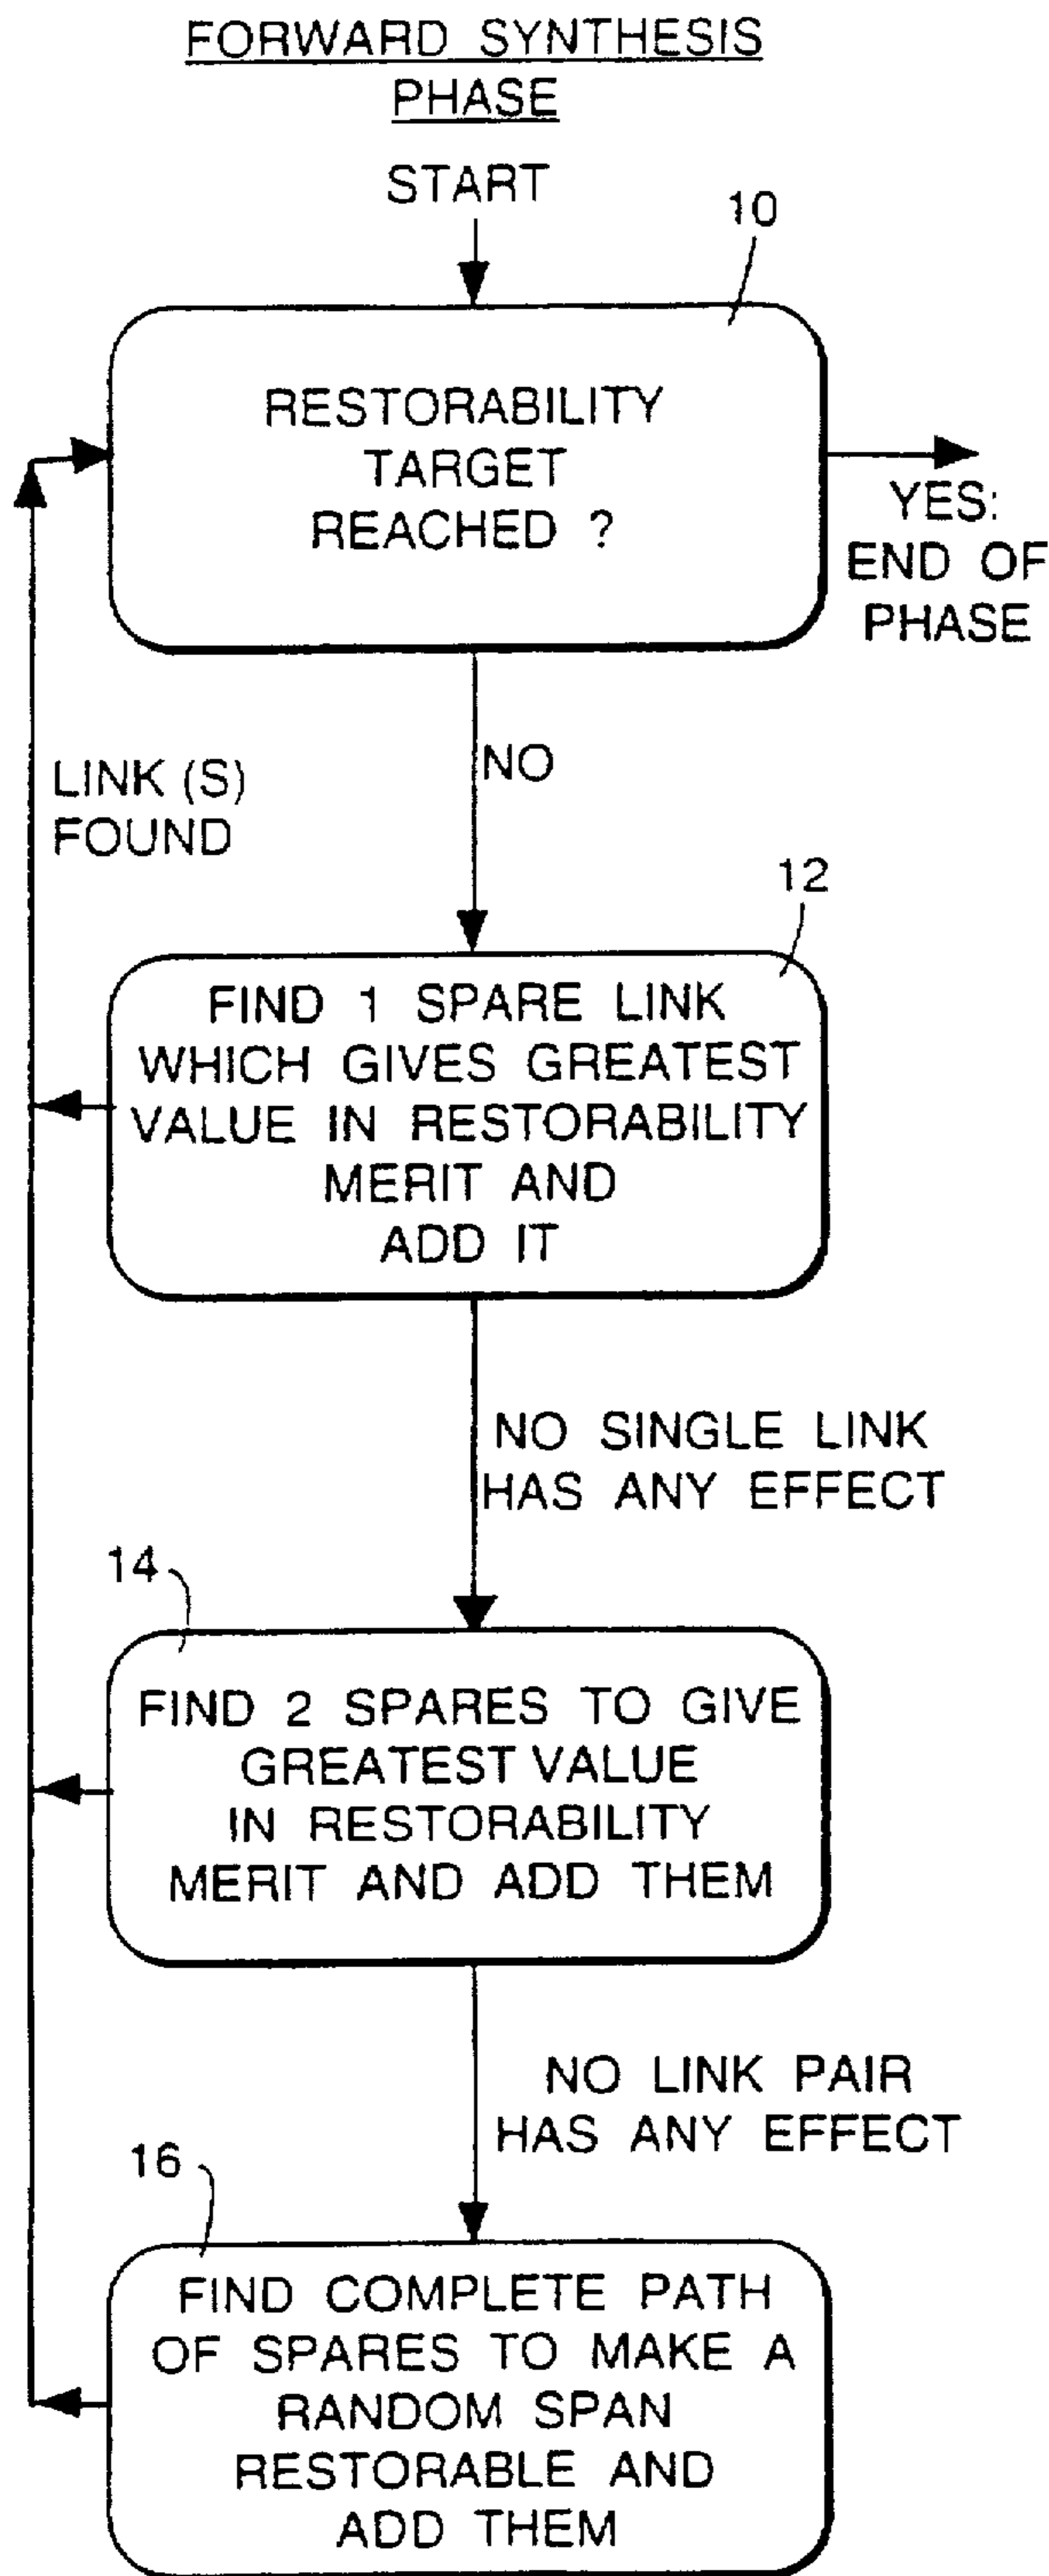 FORWARD SYNTHESIS
PHASE
START
10
RESTORABILITY
TARGET
REACHED ?
YES:
END OF
PHASE
NO
LINK (S)
FOUND
12
FIND 1 SPARE LINK
WHICH GIVES GREATEST
VALUE IN RESTORABILITY
MERIT AND
ADD IT
NO SINGLE LINK
HAS ANY EFFECT
14
FIND 2 SPARES TO GIVE
GREATEST VALUE
IN RESTORABILITY
MERIT AND ADD THEM
NO LINK PAIR
HAS ANY EFFECT
16
FIND COMPLETE PATH
OF SPARES TO MAKE A
RANDOM SPAN
RESTORABLE AND
ADD THEM